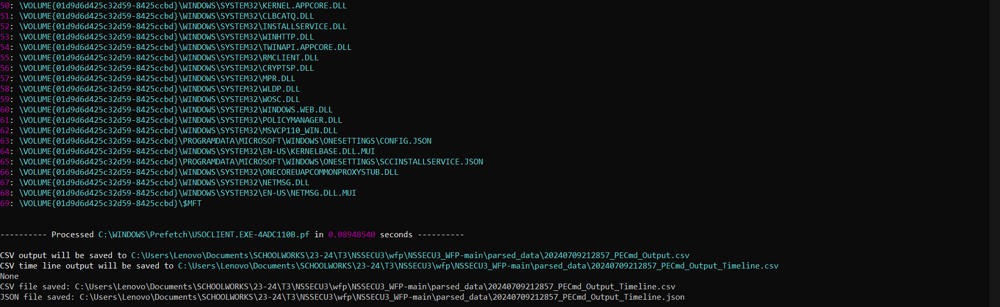 50: \VOLUME{01d9d6d425c32d59-8425ccbd}\WINDOWS\SYSTEM32\KERNEL.APPCORE.DLL
51: \VOLUME{01d9d6d425c32d59-8425ccbd}\WINDOWS\SYSTEM32\CLBCATQ.DLL
52: \VOLUME{01d9d6d425c32d59-8425ccbd}\WINDOWS\SYSTEM32\INSTALLSERVICE.DLL
53: \VOLUME{01d9d6d425c32d59-8425ccbd}\WINDOWS\SYSTEM32\WINHTTP.DLL
54: \VOLUME{01d9d6d425c32d59-8425ccbd}\WINDOWS\SYSTEM32\TWINAPI.APPCORE.DLL
55: \VOLUME{01d9d6d425c32d59-8425ccbd}\WINDOWS\SYSTEM32\RMCLIENT.DLL
56: \VOLUME{01d9d6d425c32d59-8425ccbd}\WINDOWS\SYSTEM32\CRYPTSP.DLL
57: \VOLUME{01d9d6d425c32d59-8425ccbd}\WINDOWS\SYSTEM32\MPR.DLL
58: \VOLUME{01d9d6d425c32d59-8425ccbd}\WINDOWS\SYSTEM32\WLDP.DLL
59: \VOLUME{01d9d6d425c32d59-8425ccbd}\WINDOWS\SYSTEM32\WOSC.DLL
60: \VOLUME{01d9d6d425c32d59-8425ccbd}\WINDOWS\SYSTEM32\WINDOWS.WEB.DLL
61: \VOLUME{01d9d6d425c32d59-8425ccbd}\WINDOWS\SYSTEM32\POLICYMANAGER.DLL
62: \VOLUME{01d9d6d425c32d59-8425ccbd}\WINDOWS\SYSTEM32\MSVCP110_WIN.DLL
63: \VOLUME{01d9d6d425c32d59-8425ccbd}\PROGRAMDATA\MICROSOFT\WINDOWS\ONESETTINGS\CONFIG.JSON
64: \VOLUME{01d9d6d425c32d59-8425ccbd}\WINDOWS\SYSTEM32\EN-US\KERNELBASE.DLL.MUI
65: \VOLUME{01d9d6d425c32d59-8425ccbd}\PROGRAMDATA\MICROSOFT\WINDOWS\ONESETTINGS\SCCINSTALLSERVICE.JSON
66: \VOLUME{01d9d6d425c32d59-8425ccbd}\WINDOWS\SYSTEM32\ONECOREUAPCOMMONPROXYSTUB.DLL
67: \VOLUME{01d9d6d425c32d59-8425ccbd}\WINDOWS\SYSTEM32\NETMSG.DLL
68: \VOLUME{01d9d6d425c32d59-8425ccbd}\WINDOWS\SYSTEM32\EN-US\NETMSG.DLL.MUI
69: \VOLUME{01d9d6d425c32d59-8425ccbd}\$MFT
---------- Processed C:\WINDOWS\Prefetch\USOCLIENT.EXE-4ADC110B.pf in 0.08948540 seconds ----------
CSV output will be saved to C:\Users\Lenovo\Documents\SCHOOLWORKS\23-24\T3\NSSECU3\wfp\NSSECU3_WFP-main\parsed_data\20240709212857_PECmd_Output.csv
CSV time line output will be saved to C:\Users\Lenovo\Documents\SCHOOLWORKS\23-24\T3\NSSECU3\wfp\NSSECU3_WFP-main\parsed_data\20240709212857_PECmd_Output_Timeline.csv
None
CSV file saved: C:\Users\Lenovo\Documents\SCHOOLWORKS\23-24\T3\NSSECU3\wfp\NSSECU3_WFP-main\parsed_data\20240709212857_PECmd_Output_Timeline.csv
JSON file saved: C:\Users\Lenovo\Documents\SCHOOLWORKS\23-24\T3\NSSECU3\wfp\NSSECU3_WFP-main\parsed_data\20240709212857_PECmd_Output_Timeline.json